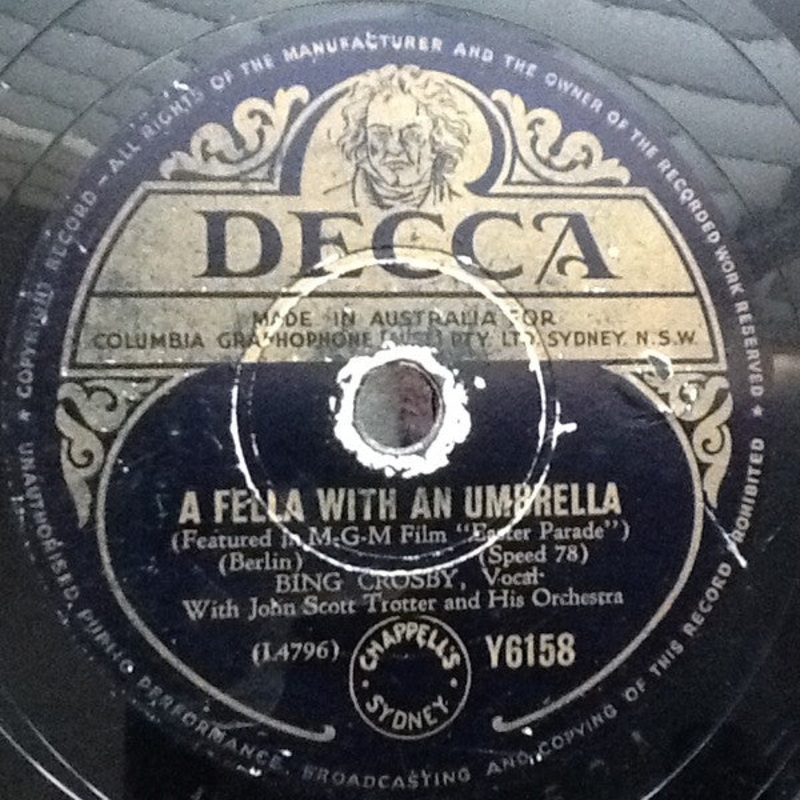 COPYRIGHT RECORD – ALL RIGHTS OF THE MANUFACTURER AND THE OWNER OF THE RECORDED WORK RESERVED ★
DECCA
MADE IN AUSTRALIA FOR
COLUMBIA GRAPHOPHONE (AUST.) PTY. LTD. SYDNEY. N.S.W.
A FELLA WITH AN UMBRELLA
(Featured in M-G-M Film "Easter Parade")
(Berlin) (Speed 78)
BING CROSBY, Vocal
With John Scott Trotter and His Orchestra
(L4796) Y6158
CHAPPELL'S
· SYDNEY ·
★ UNAUTHORISED PUBLIC PERFORMANCE, BROADCASTING AND COPYING OF THIS RECORD PROHIBITED